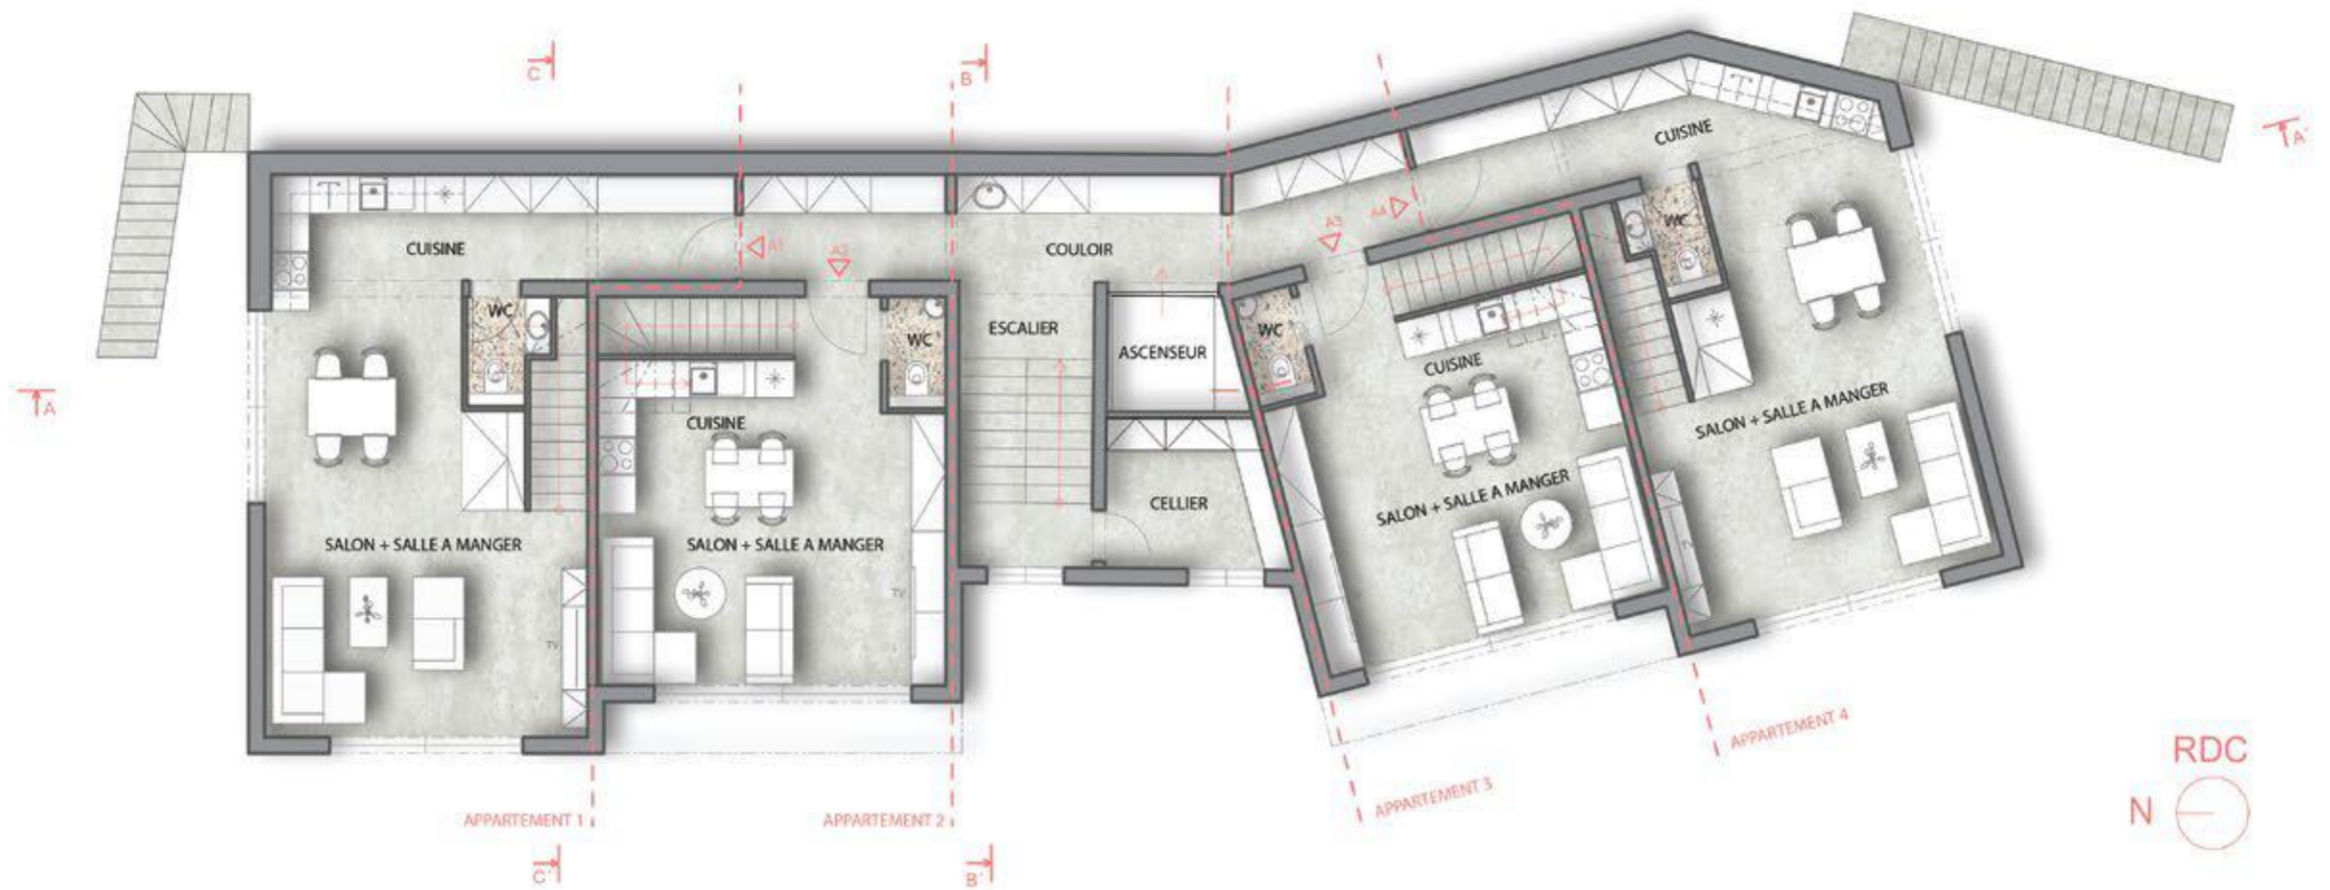 C
B
A'
CUISINE
WC
A3
A4
CUISINE
A1
A2
COULOIR
WC
ESCALIER
WC
ASCENSEUR
WC
CUISINE
A
CUISINE
SALON + SALLE A MANGER
CELLIER
SALON + SALLE A MANGER
SALON + SALLE A MANGER
SALON + SALLE A MANGER
TV
TV
APPARTEMENT 4
RDC
APPARTEMENT 3
N
APPARTEMENT 1
APPARTEMENT 2
C'
B'